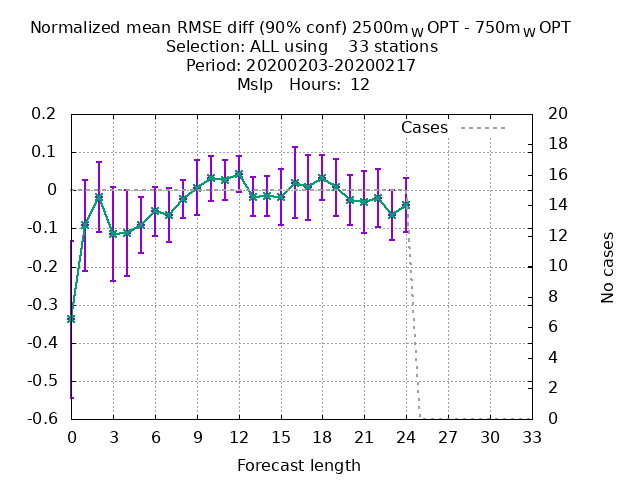 Normalized mean RMSE diff (90% conf) 2500m_W OPT - 750m_W OPT
Selection: ALL using 33 stations
Period: 20200203-20200217
Mslp Hours: 12
Cases
0.2
0.1
0
-0.1
-0.2
-0.3
-0.4
-0.5
-0.6
20
18
16
14
12
10
8
6
4
2
0
No cases
0 3 6 9 12 15 18 21 24 27 30 33
Forecast length